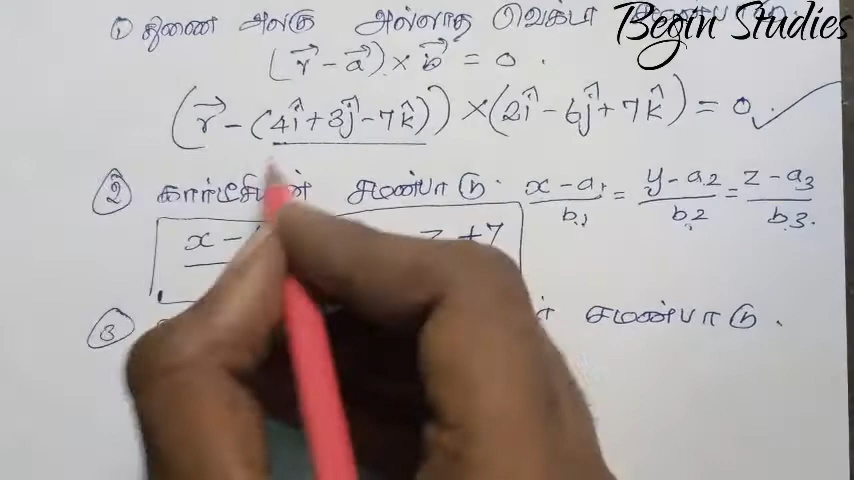 Begin Studies
① துணை அலகு அல்லாத வெக்டர்
(r⃗ - a⃗) × b⃗ = 0.
(r⃗ - (4î + 3ĵ - 7k̂)) × (2î - 6ĵ + 7k̂) = 0.
② கார்டீசியன் சமன்பாடு. (x - a₁)/b₁ = (y - a₂)/b₂ = (z - a₃)/b₃.
x - z + 7
③ சமன்பாடு.